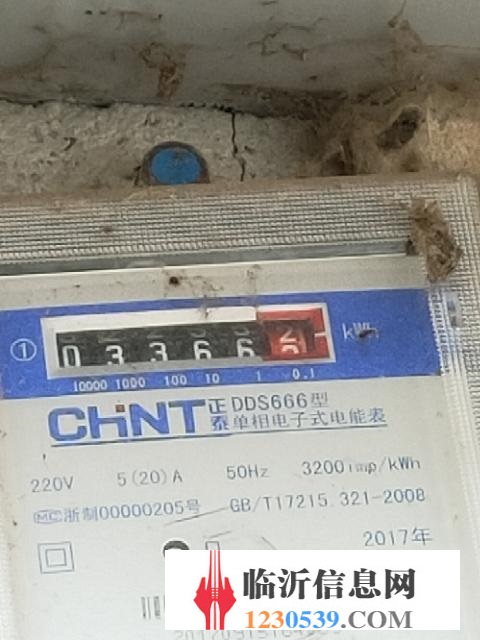 ① 0 3 3 6 6 kWh
10000 1000 100 10 1 0.1
CHNT 正泰 DDS666型
单相电子式电能表
220V 5(20)A 50Hz 3200imp/kWh
MC 浙制00000205号 GB/T17215.321-2008
2017年
临沂信息网
1230539.com